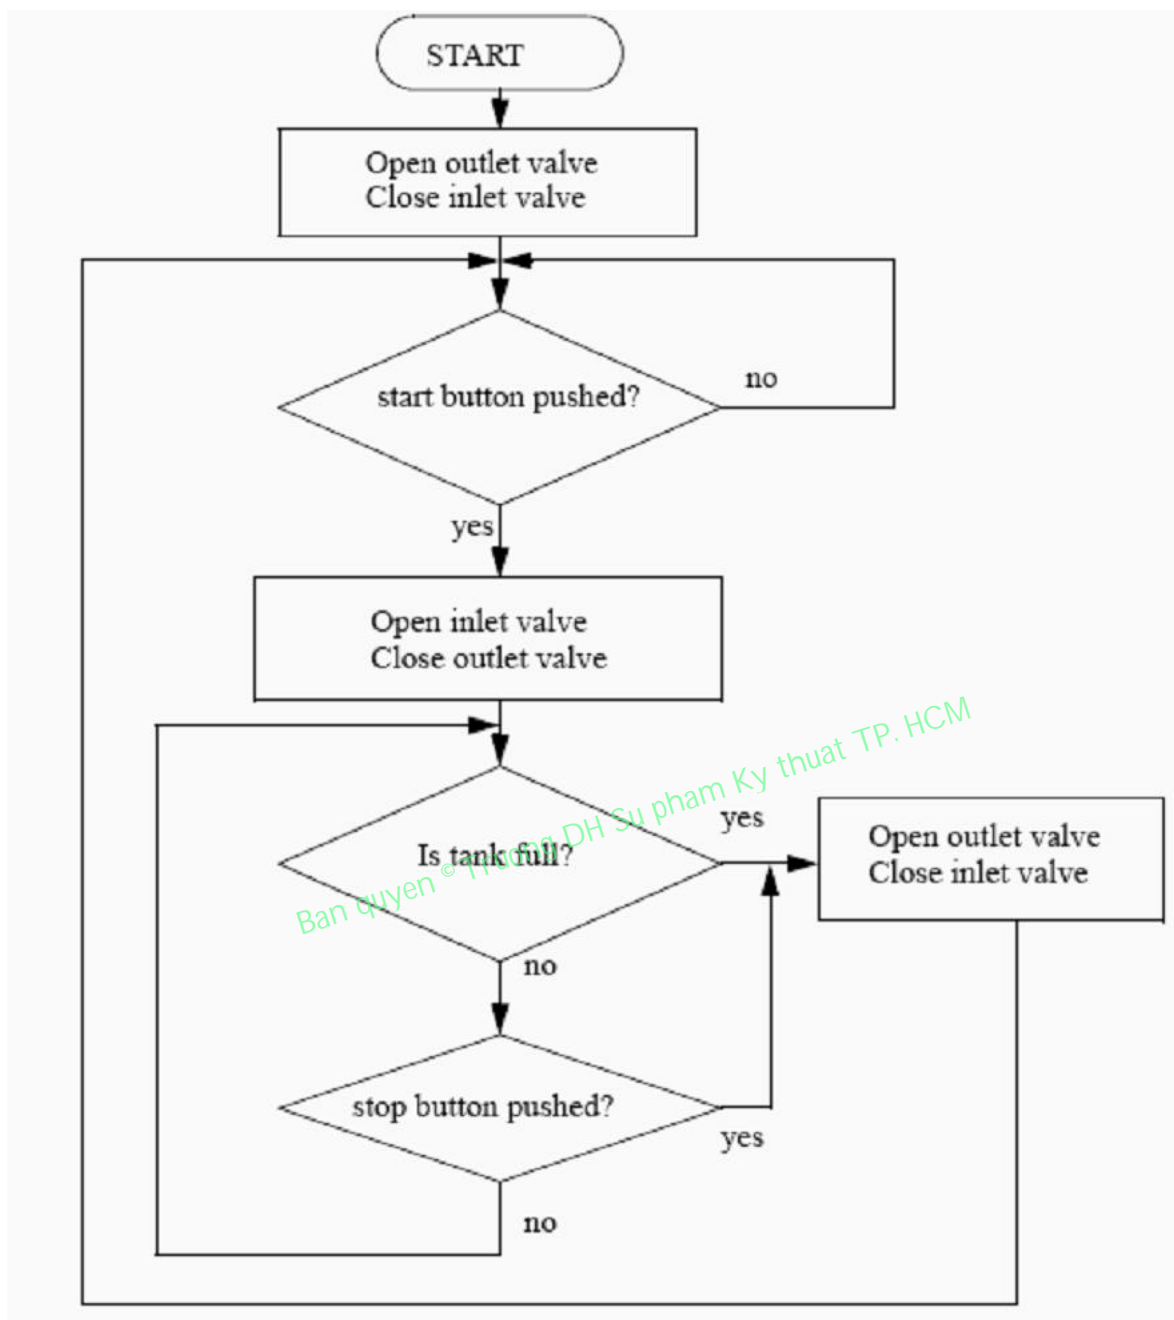 START
Open outlet valve
Close inlet valve
start button pushed?
no
yes
Open inlet valve
Close outlet valve
Is tank full?
yes
Open outlet valve
Close inlet valve
no
stop button pushed?
yes
no
Ban quyen © Truong DH Su pham Ky thuat TP. HCM